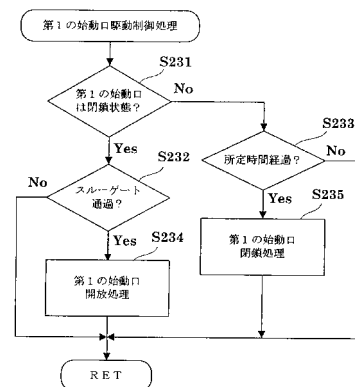 第１の始動口駆動制御処理
S231
第１の始動口
は閉鎖状態？
No
Yes
S233
所定時間経過？
No
Yes
S232
スルーゲート
通過？
No
Yes
S235
第１の始動口
閉鎖処理
S234
第１の始動口
開放処理
ＲＥＴ